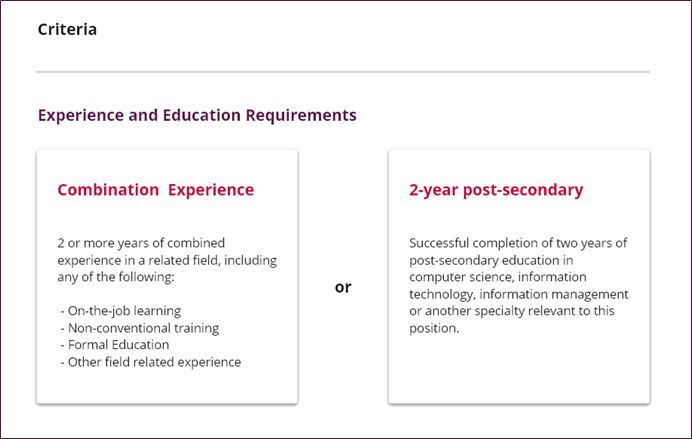 Criteria
Experience and Education Requirements
Combination  Experience
2 or more years of combined
experience in a related field, including
any of the following:
- On-the-job learning
- Non-conventional training
- Formal Education
- Other field related experience
or
2-year post-secondary
Successful completion of two years of
post-secondary education in
computer science, information
technology, information management
or another specialty relevant to this
position.